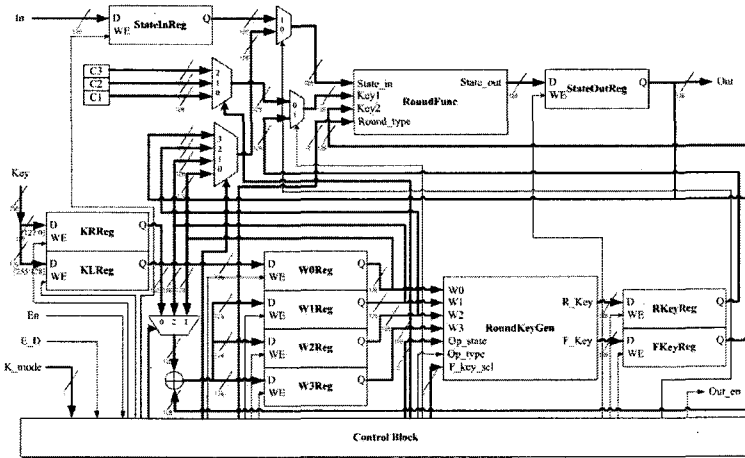 In
D Q
WE
StateInReg
1
0
C3
C2
C1
2
1
0
0
1
State_in State_out
Key1
Key2
Round_type
RoundFunc
D Q
WE
StateOutReg
Out
3
2
1
0
Key
D Q
WE
KRReg
D Q
WE
KLReg
0 2 1
D Q
WE
W0Reg
D Q
WE
W1Reg
D Q
WE
W2Reg
D Q
WE
W3Reg
W0
W1
W2
W3
Op_state
Op_type
F_key_sel
RoundKeyGen
R_Key
F_Key
D Q
WE
RKeyReg
D Q
WE
FKeyReg
En
E_D
K_mode
Out_en
Control Block